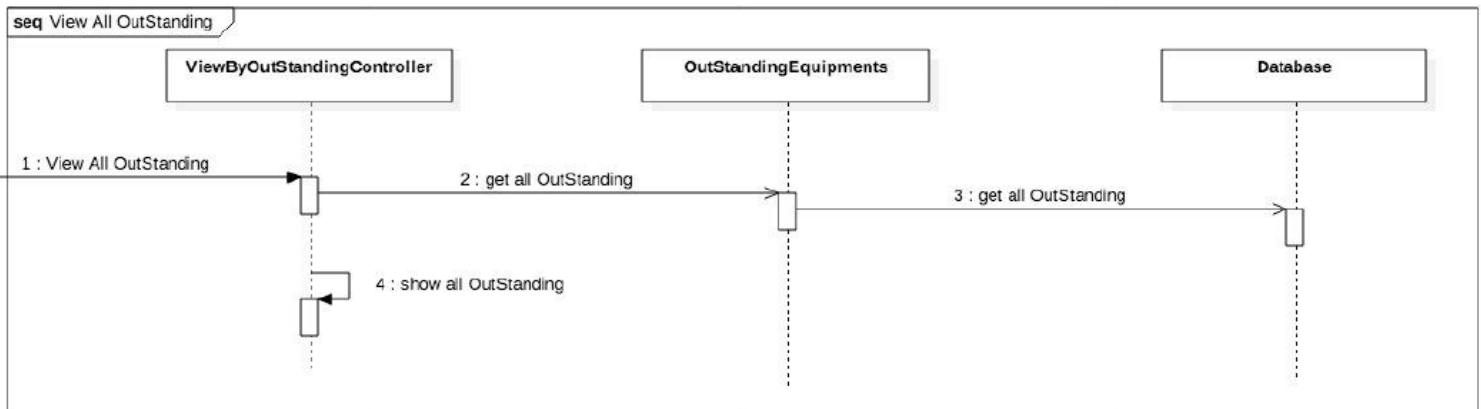 seq View All OutStanding
ViewByOutStandingController
OutStandingEquipments
Database
1 : View All OutStanding
2 : get all OutStanding
3 : get all OutStanding
4 : show all OutStanding